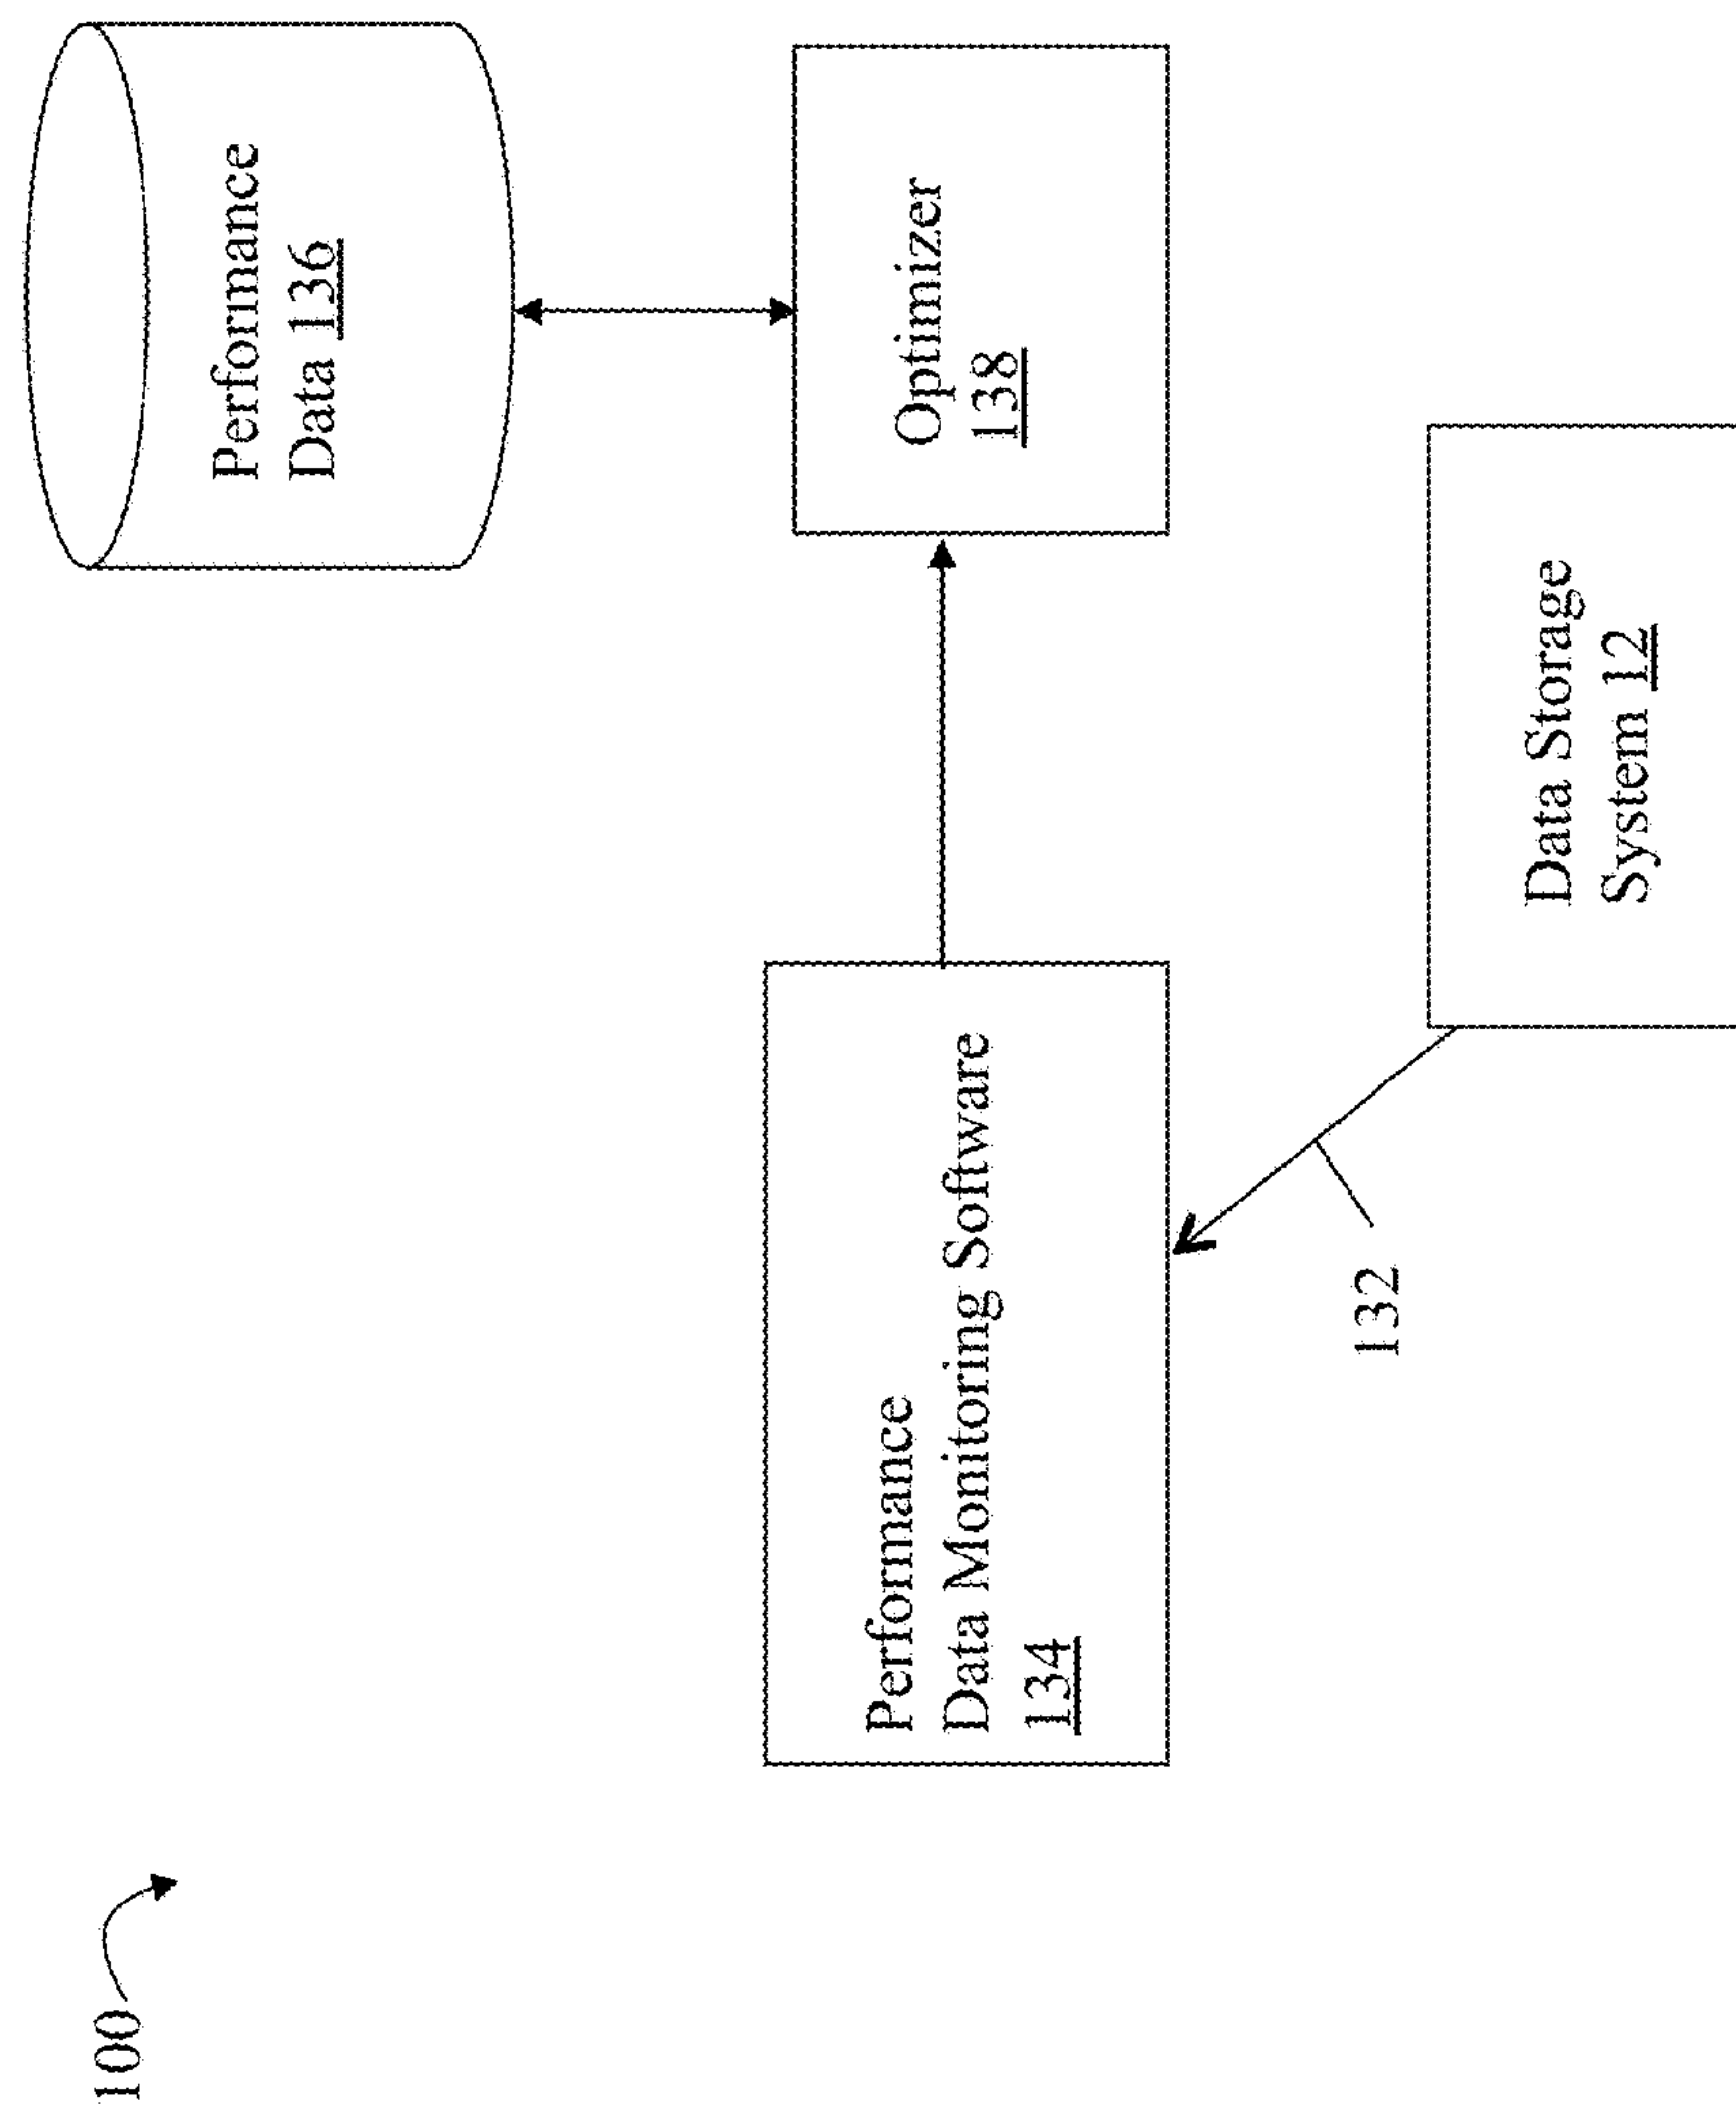 100
Performance
Data 136
Performance
Data Monitoring Software
134
Optimizer
138
132
Data Storage
System 12